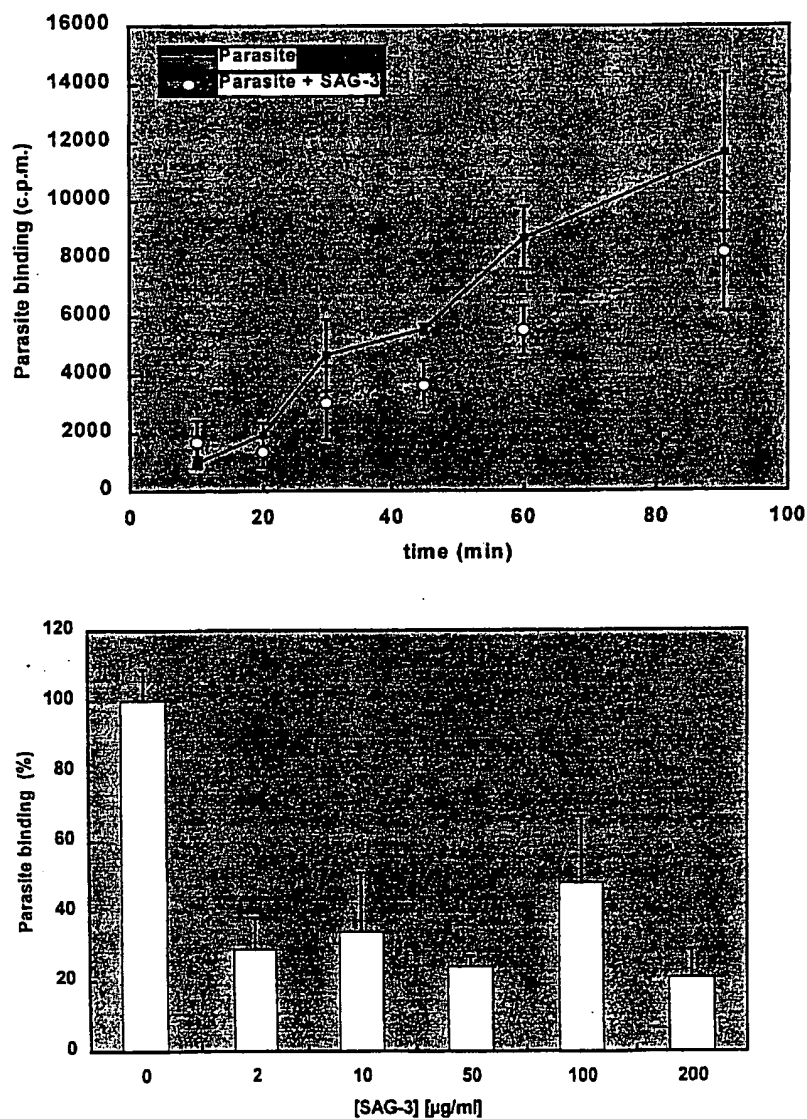 16000
14000
12000
10000
8000
6000
4000
2000
0
Parasite
Parasite + SAG-3
Parasite binding (c.p.m.)
0 20 40 60 80 100
time (min)
120
100
80
60
40
20
0
Parasite binding (%)
0 2 10 50 100 200
[SAG-3] [µg/ml]